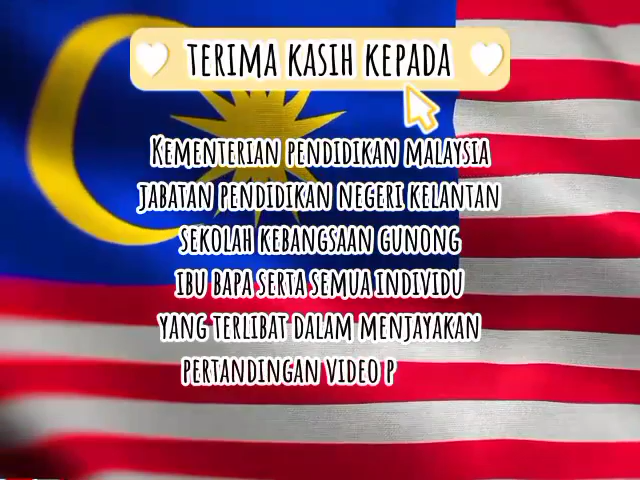 TERIMA KASIH KEPADA
KEMENTERIAN PENDIDIKAN MALAYSIA
JABATAN PENDIDIKAN NEGERI KELANTAN
SEKOLAH KEBANGSAAN GUNONG
IBU BAPA SERTA SEMUA INDIVIDU
YANG TERLIBAT DALAM MENJAYAKAN
PERTANDINGAN VIDEO P